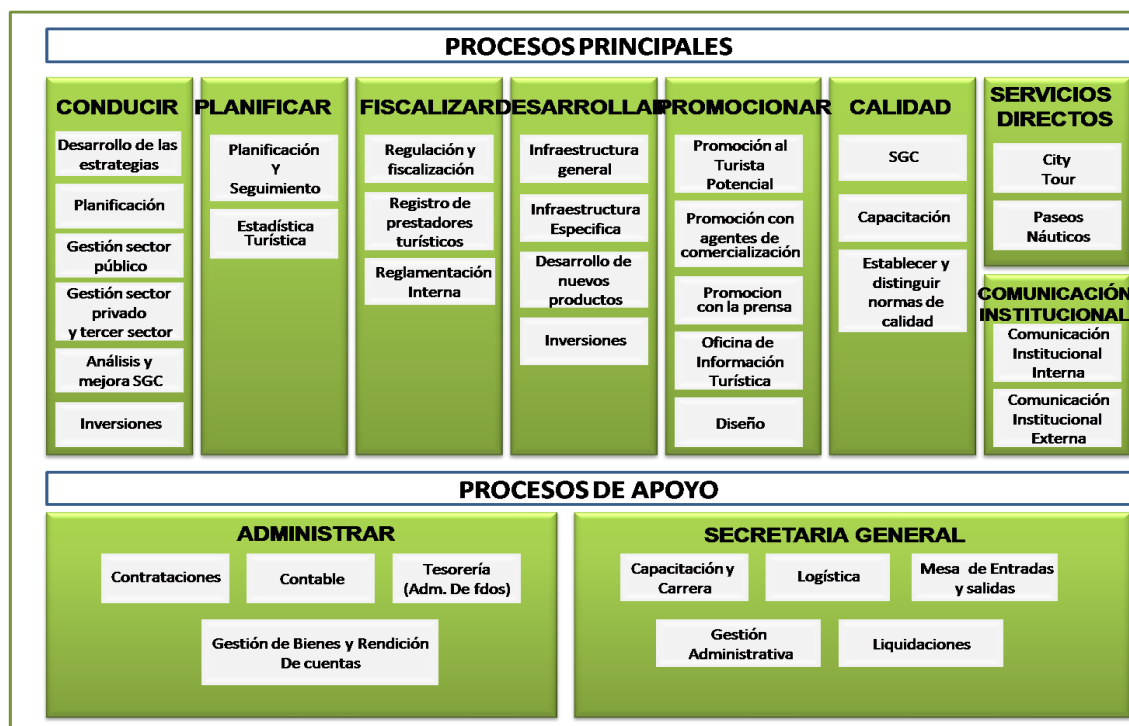 PROCESOS PRINCIPALES
CONDUCIR
Desarrollo de las
estrategias
Planificación
Gestión sector
público
Gestión sector
privado
y tercer sector
Análisis y
mejora SGC
Inversiones
PLANIFICAR
Planificación
Y
Seguimiento
Estadística
Turística
FISCALIZAR
Regulación y
fiscalización
Registro de
prestadores
turísticos
Reglamentación
Interna
DESARROLLAR
Infraestructura
general
Infraestructura
Especifica
Desarrollo de
nuevos
productos
Inversiones
PROMOCIONAR
Promoción al
Turista
Potencial
Promoción con
agentes de
comercialización
Promocion
con la prensa
Oficina de
Información
Turística
Diseño
CALIDAD
SGC
Capacitación
Establecer y
distinguir
normas de
calidad
SERVICIOS
DIRECTOS
City
Tour
Paseos
Náuticos
COMUNICACIÓN
INSTITUCIONAL
Comunicación
Institucional
Interna
Comunicación
Institucional
Externa
PROCESOS DE APOYO
ADMINISTRAR
Contrataciones
Contable
Tesorería
(Adm. De fdos)
Gestión de Bienes y Rendición
De cuentas
SECRETARIA GENERAL
Capacitación y
Carrera
Logística
Mesa de Entradas
y salidas
Gestión
Administrativa
Liquidaciones